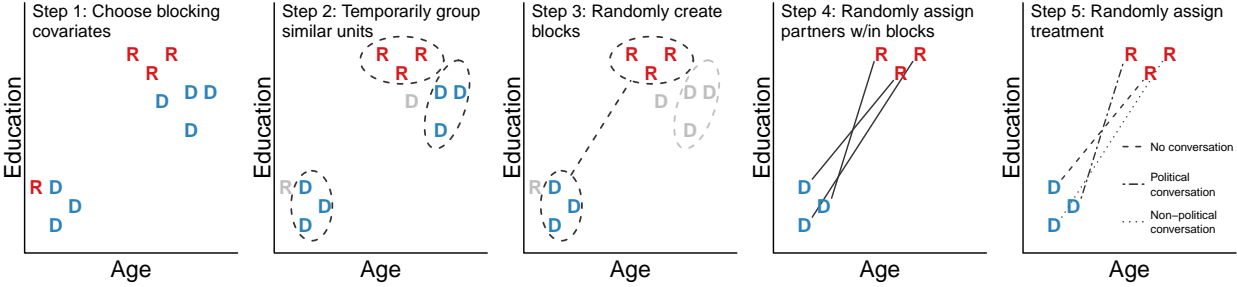 Step 1: Choose blocking
covariates
R R
R
D D D
D
R D
D
D
Education
Age
Step 2: Temporarily group
similar units
R R
R
D D D
D
R D
D
D
Education
Age
Step 3: Randomly create
blocks
R R
R
D D D
D
R D
D
D
Education
Age
Step 4: Randomly assign
partners w/in blocks
R R
R
D
D
D
Education
Age
Step 5: Randomly assign
treatment
R R
R
D
D
D
No conversation
Political
conversation
Non−political
conversation
Education
Age